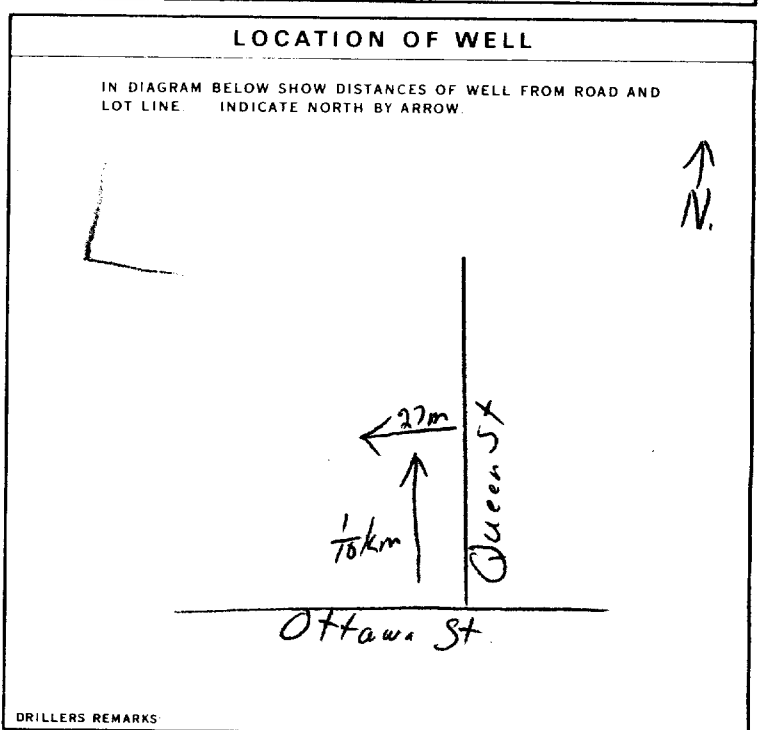 LOCATION OF WELL
IN DIAGRAM BELOW SHOW DISTANCES OF WELL FROM ROAD AND
LOT LINE. INDICATE NORTH BY ARROW.
N.
27m
Queen St
1/10 km
Ottawa St.
DRILLERS REMARKS